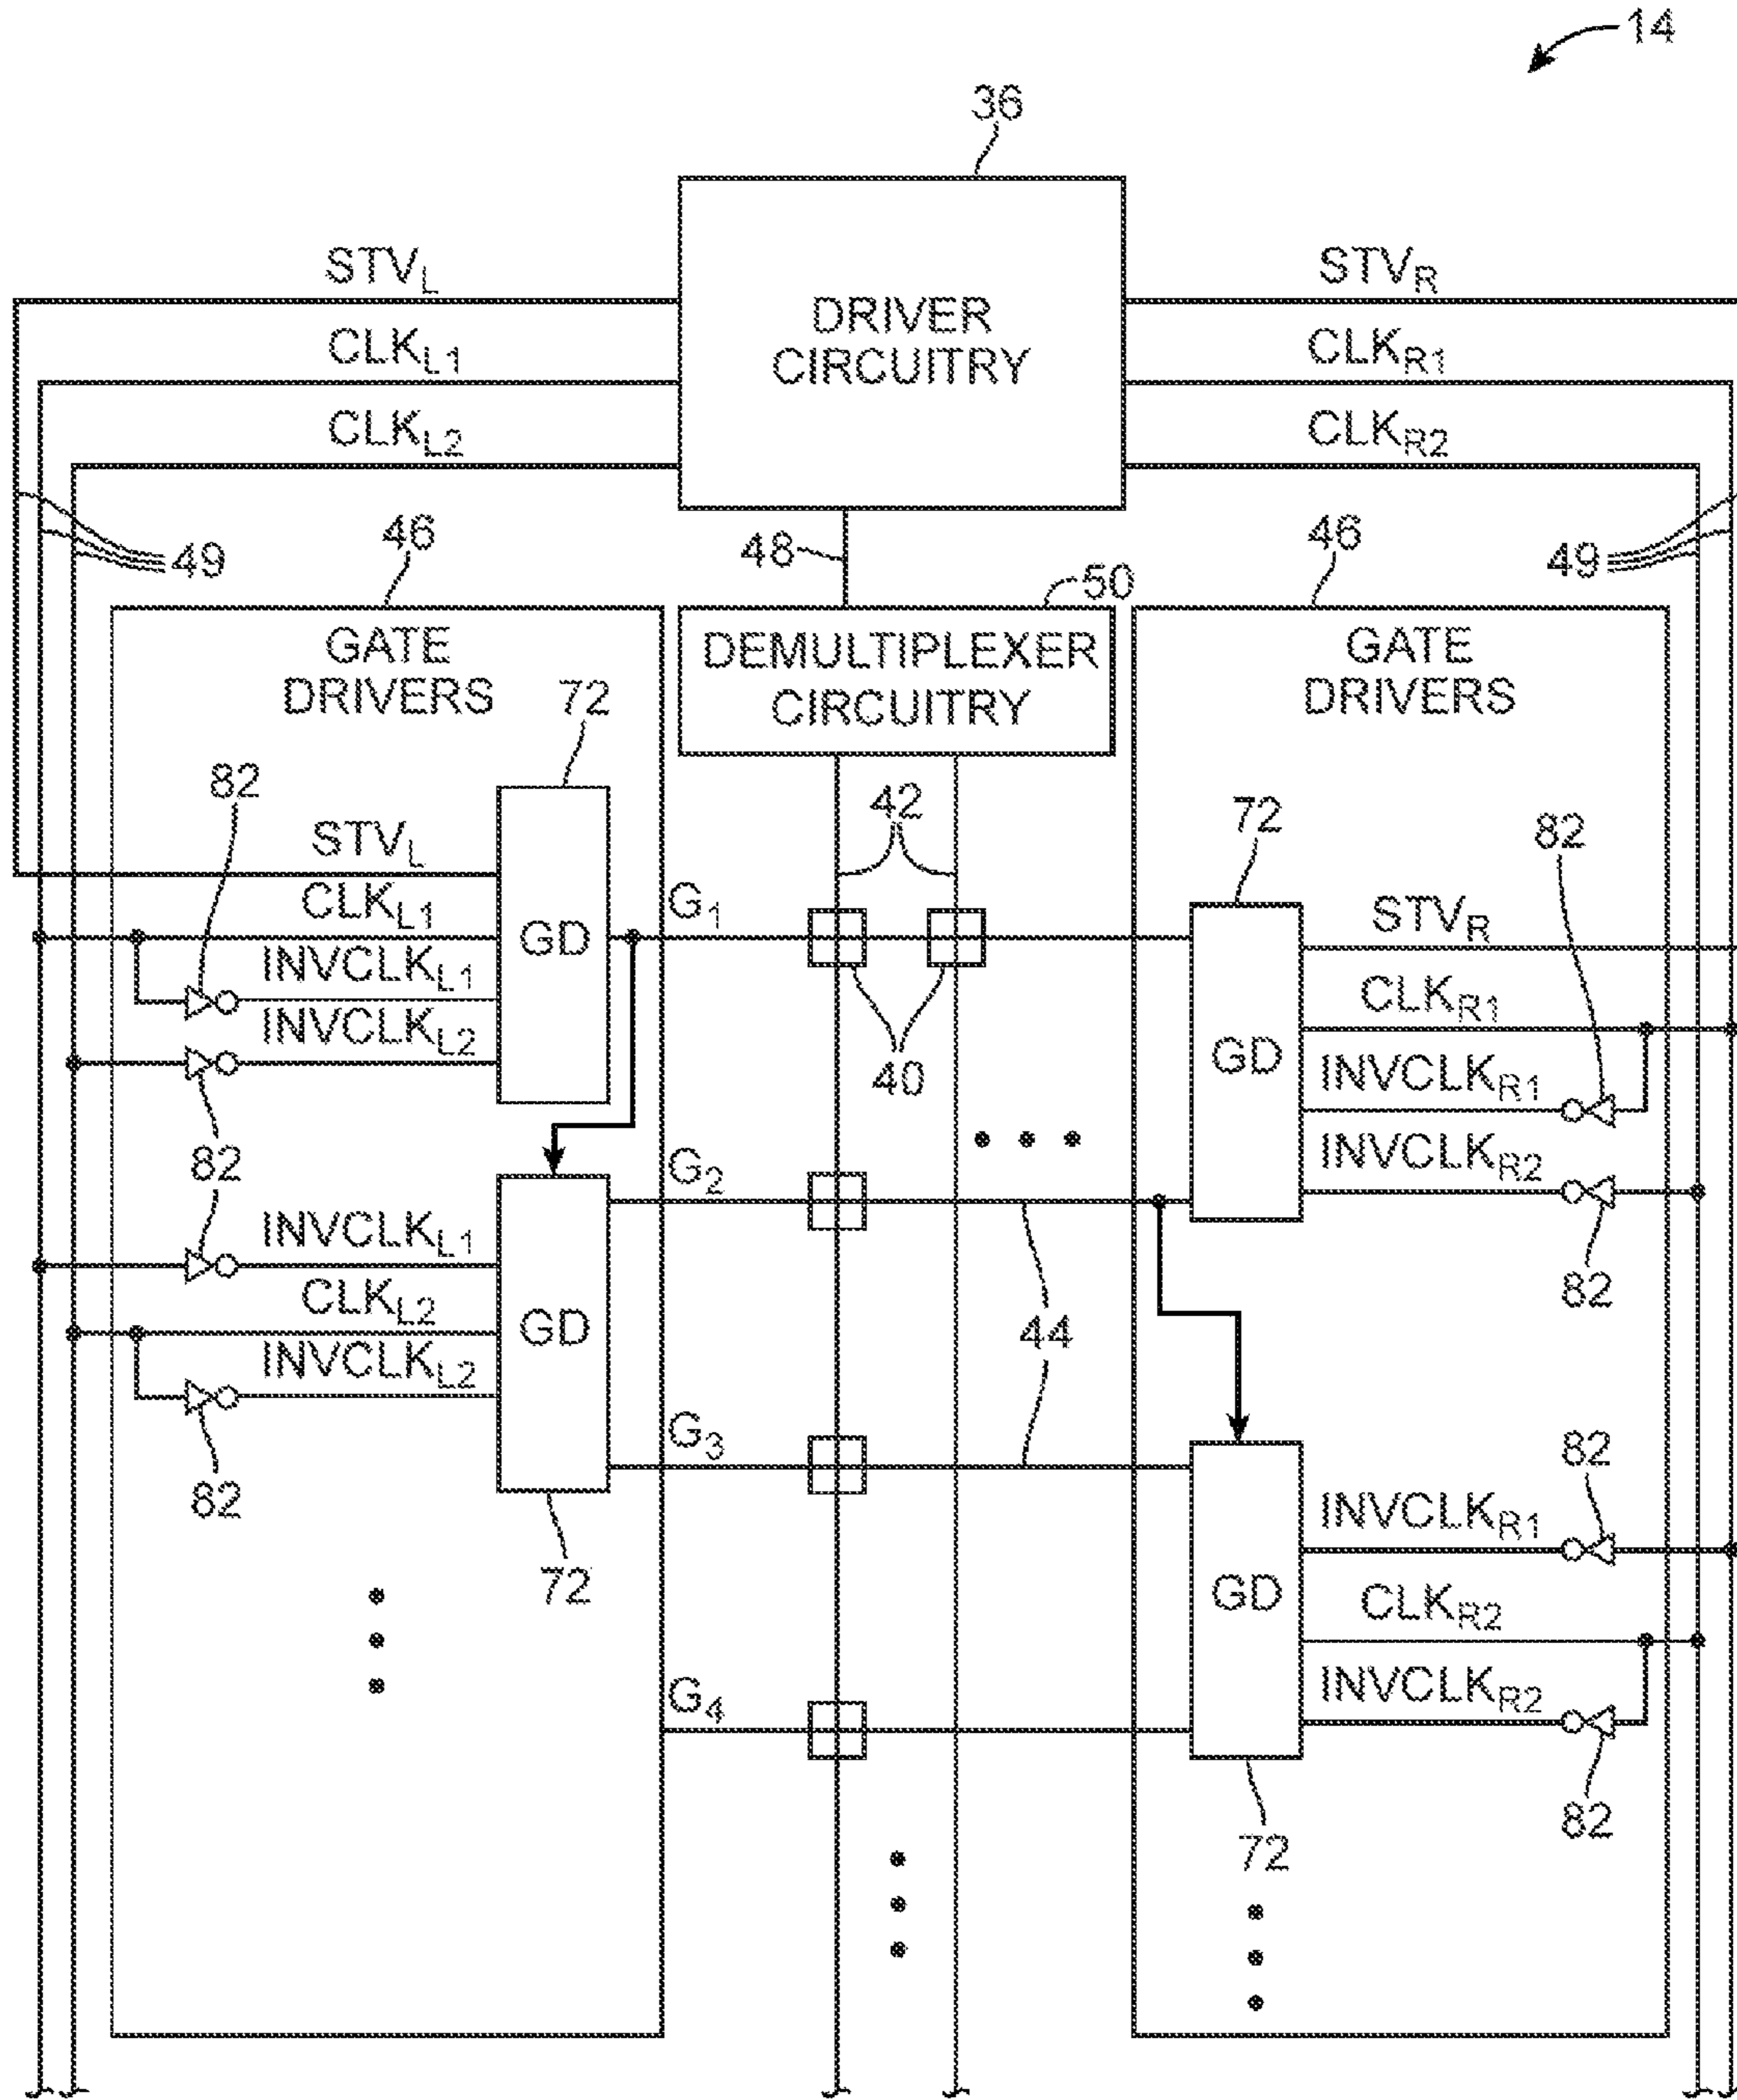 14
36
STVL
STVR
DRIVER
CIRCUITRY
CLKL1
CLKR1
CLKL2
CLKR2
49
46
48
50
46
49
GATE
DRIVERS
DEMULTIPLEXER
CIRCUITRY
GATE
DRIVERS
72
82
42
72
82
STVL
CLKL1
GD
G1
STVR
INVCLKL1
CLKR1
INVCLKL2
40
GD
INVCLKR1
82
G2
INVCLKR2
INVCLKL1
82
CLKL2
GD
44
INVCLKL2
G3
82
82
INVCLKR1
72
GD
CLKR2
G4
INVCLKR2
82
72